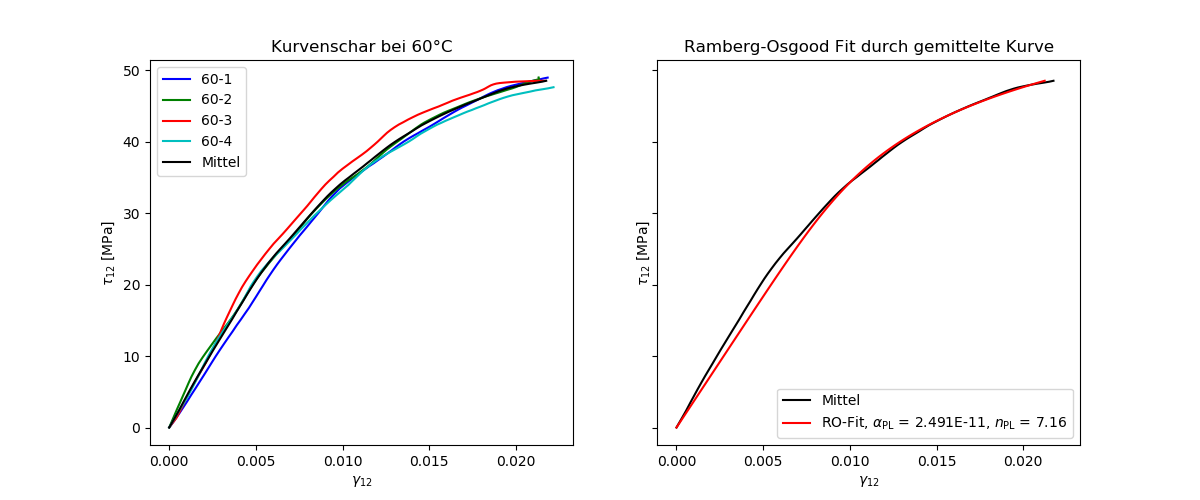 Kurvenschar bei 60°C
60-1
60-2
60-3
60-4
Mittel
50
40
30
20
10
0
τ₁₂ [MPa]
0.000
0.005
0.010
0.015
0.020
γ₁₂
Ramberg-Osgood Fit durch gemittelte Kurve
τ₁₂ [MPa]
Mittel
RO-Fit, α_PL = 2.491E-11, n_PL = 7.16
0.000
0.005
0.010
0.015
0.020
γ₁₂